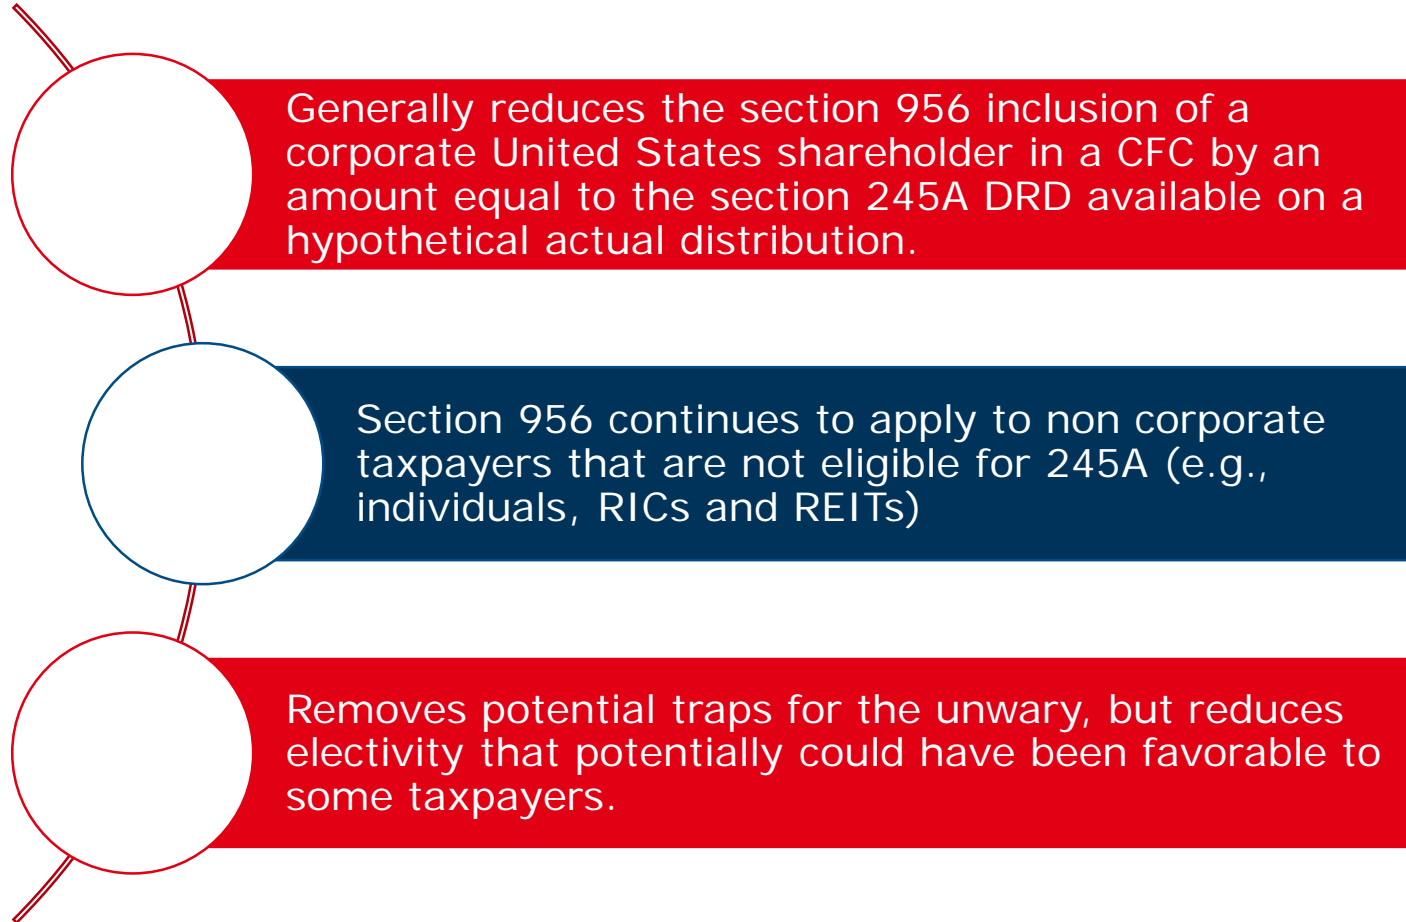 Generally reduces the section 956 inclusion of a
corporate United States shareholder in a CFC by an
amount equal to the section 245A DRD available on a
hypothetical actual distribution.
Section 956 continues to apply to non corporate
taxpayers that are not eligible for 245A (e.g.,
individuals, RICs and REITs)
Removes potential traps for the unwary, but reduces
electivity that potentially could have been favorable to
some taxpayers.